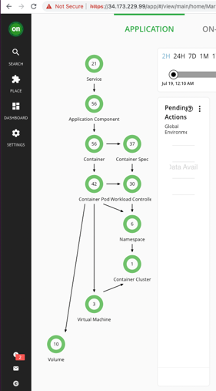 Not Secure
https://34.173.229.99/app/#/view/main/home/Mar
on
APPLICATION
ON-
SEARCH
PLACE
DASHBOARD
SETTINGS
2H 24H 7D 1M 1
Jul 19, 12:10 AM
Pending
Actions
Global
Environme
21
Service
56
Application Component
56
Container
37
Container Spec
42
Container Pod
30
Workload Controlle
6
Namespace
1
Container Cluster
3
Virtual Machine
16
Volume